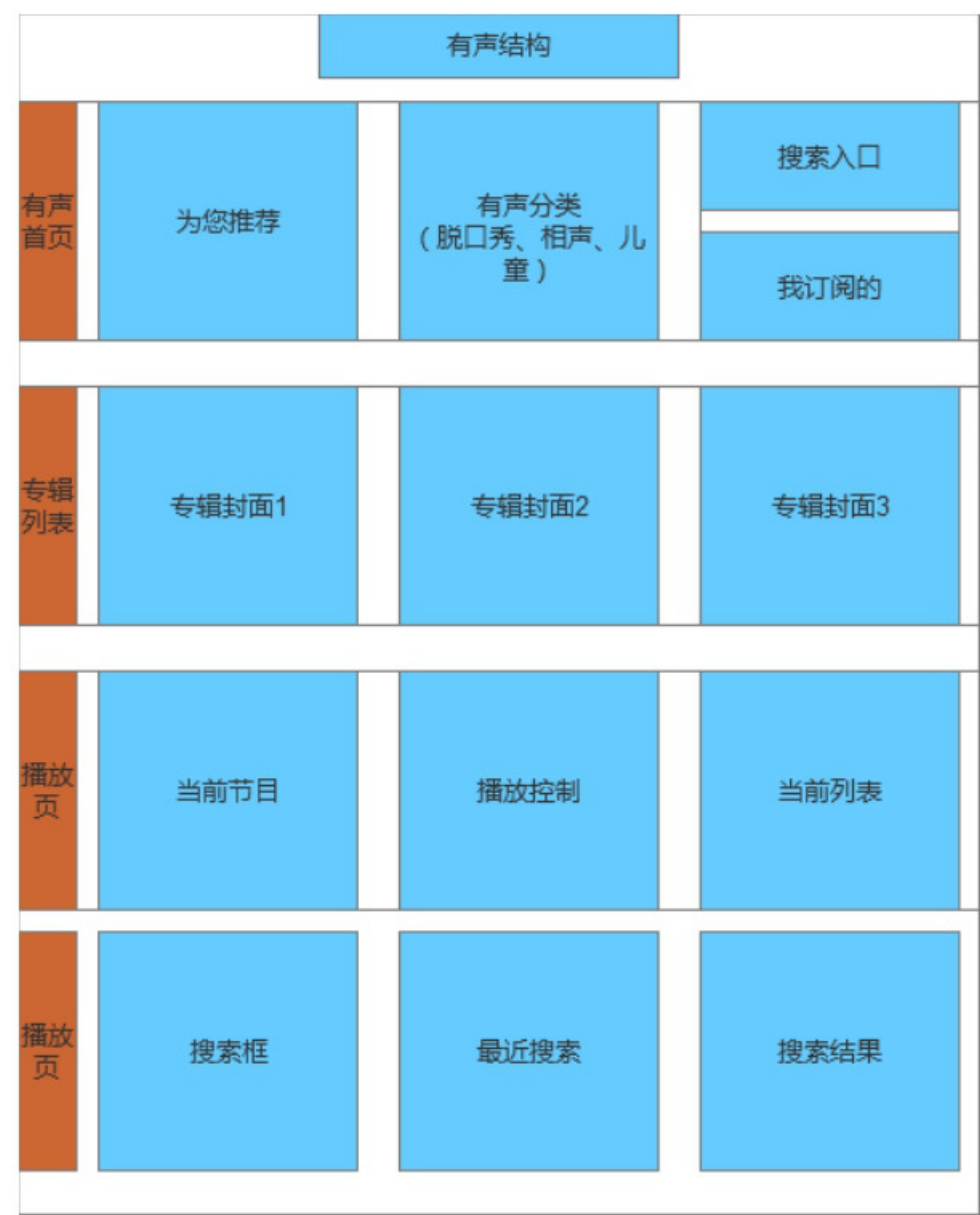 有声结构
有声
首页
为您推荐
有声分类
（脱口秀、相声、儿
童）
搜索入口
我订阅的
专辑
列表
专辑封面1
专辑封面2
专辑封面3
播放
页
当前节目
播放控制
当前列表
播放
页
搜索框
最近搜索
搜索结果